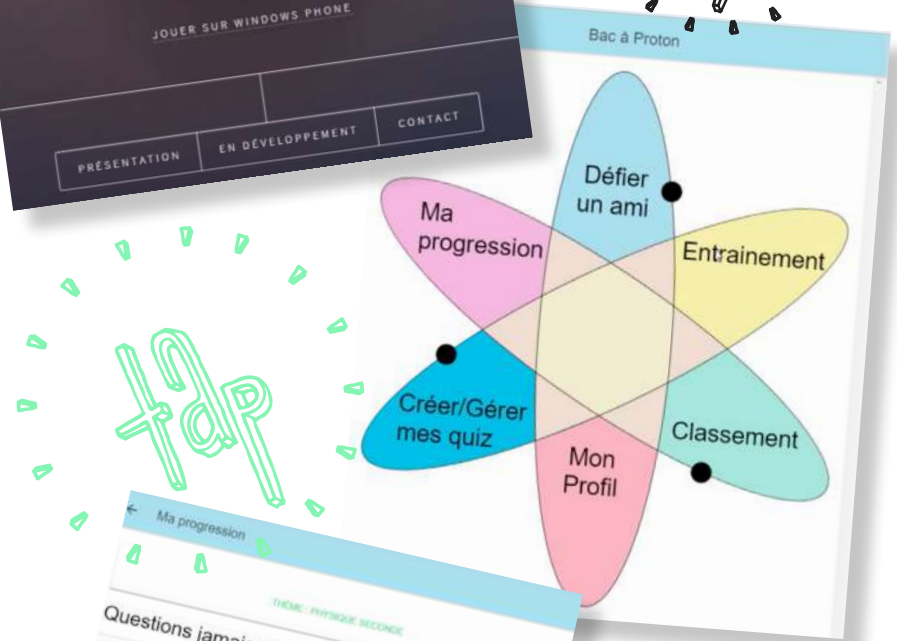 JOUER SUR WINDOWS PHONE
PRÉSENTATION
EN DÉVELOPPEMENT
CONTACT
Bac à Proton
Défier
un ami
Ma
progression
Entrainement
Créer/Gérer
mes quiz
Classement
Mon
Profil
tap
Ma progression
THÈME : PHYSIQUE SECONDE
Questions